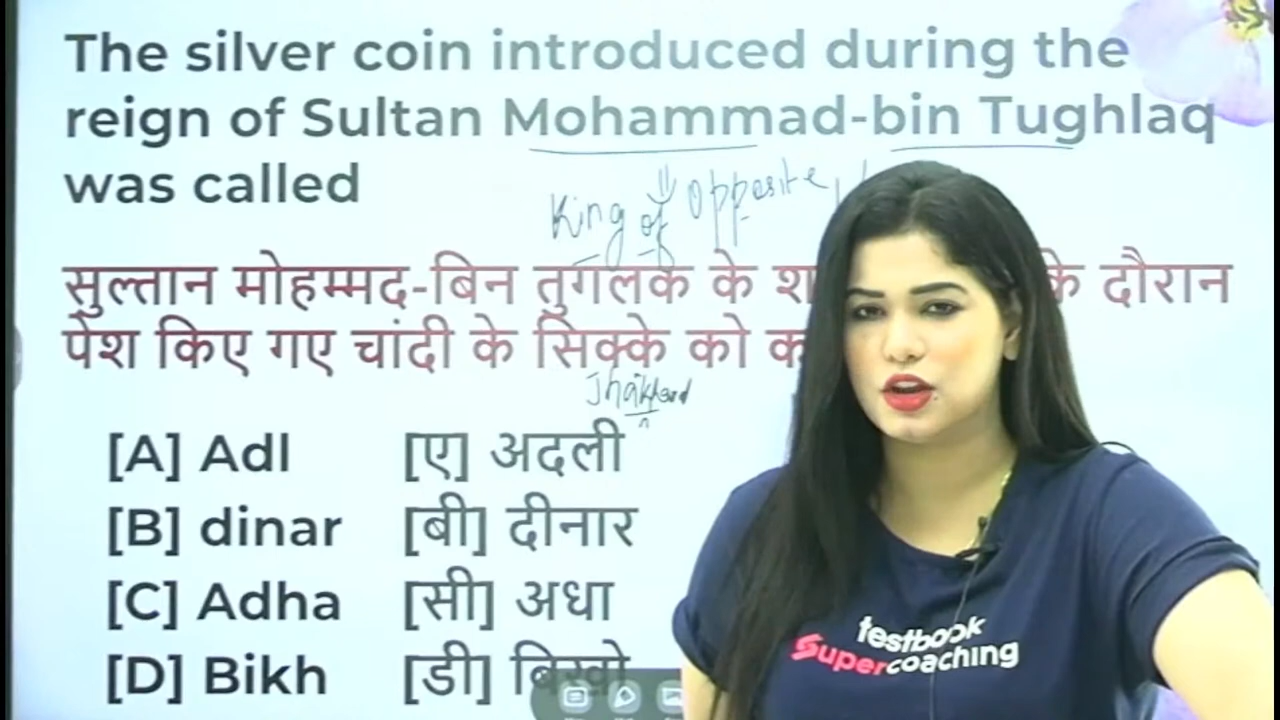 The silver coin introduced during the
reign of Sultan Mohammad-bin Tughlaq
was called
King of opposite
सुल्तान मोहम्मद-बिन तुगलक के के दौरान
पेश किए गए चांदी के सिक्के को
[A] Adl [ए] अदली
[B] dinar [बी] दीनार
[C] Adha [सी] अधा
[D] Bikh [डी] बिखो
testbook
Supercoaching